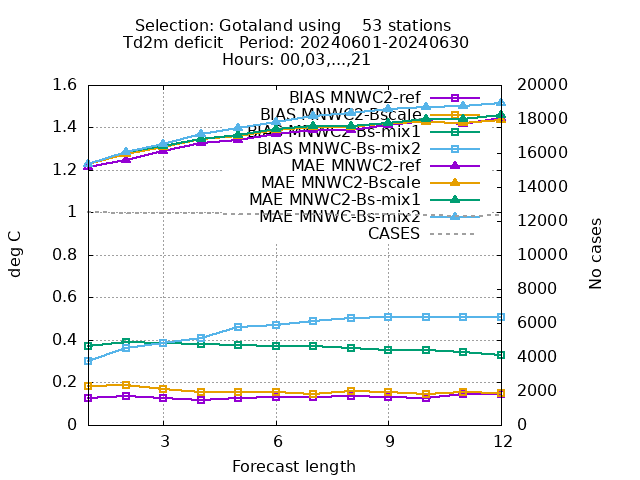 Selection: Gotaland using    53 stations
Td2m deficit   Period: 20240601-20240630
Hours: 00,03,...,21
1.6
1.4
1.2
1
0.8
0.6
0.4
0.2
0
20000
18000
16000
14000
12000
10000
8000
6000
4000
2000
0
BIAS MNWC2-ref
BIAS MNWC2-Bscale
BIAS MNWC2-Bs-mix1
BIAS MNWC-Bs-mix2
MAE MNWC2-ref
MAE MNWC2-Bscale
MAE MNWC2-Bs-mix1
MAE MNWC-Bs-mix2
CASES
deg C
No cases
3
6
9
12
Forecast length